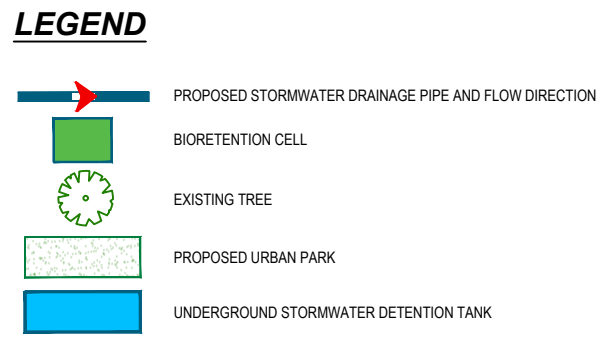 LEGEND
PROPOSED STORMWATER DRAINAGE PIPE AND FLOW DIRECTION
BIORETENTION CELL
EXISTING TREE
PROPOSED URBAN PARK
UNDERGROUND STORMWATER DETENTION TANK